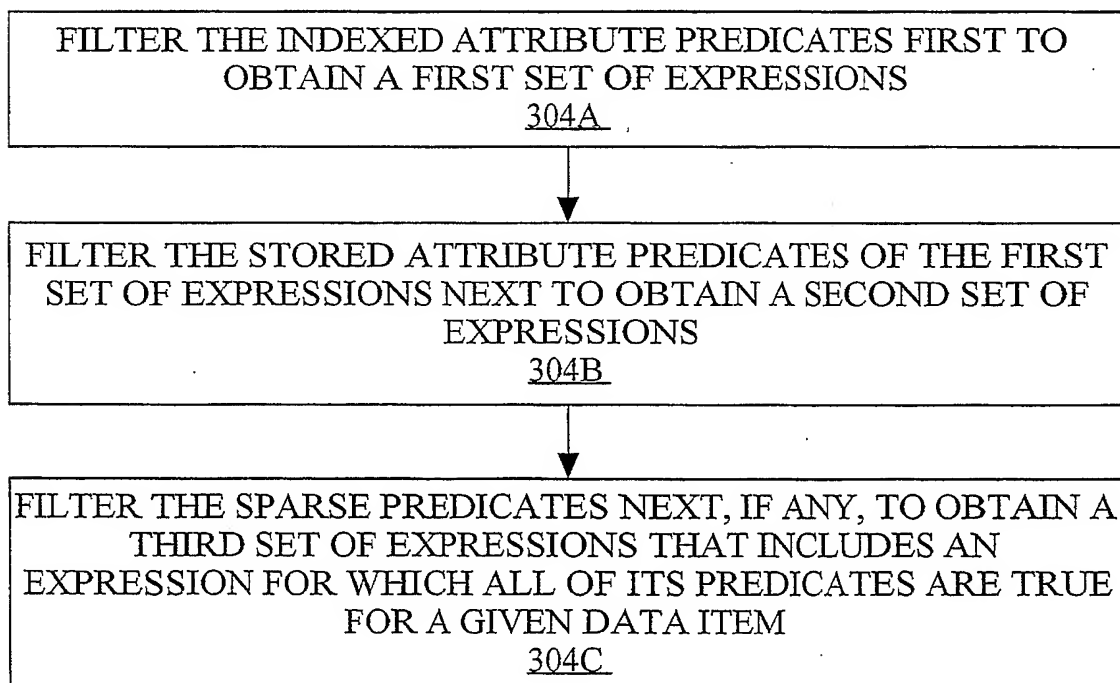 FILTER THE INDEXED ATTRIBUTE PREDICATES FIRST TO
OBTAIN A FIRST SET OF EXPRESSIONS
304A
FILTER THE STORED ATTRIBUTE PREDICATES OF THE FIRST
SET OF EXPRESSIONS NEXT TO OBTAIN A SECOND SET OF
EXPRESSIONS
304B
FILTER THE SPARSE PREDICATES NEXT, IF ANY, TO OBTAIN A
THIRD SET OF EXPRESSIONS THAT INCLUDES AN
EXPRESSION FOR WHICH ALL OF ITS PREDICATES ARE TRUE
FOR A GIVEN DATA ITEM
304C